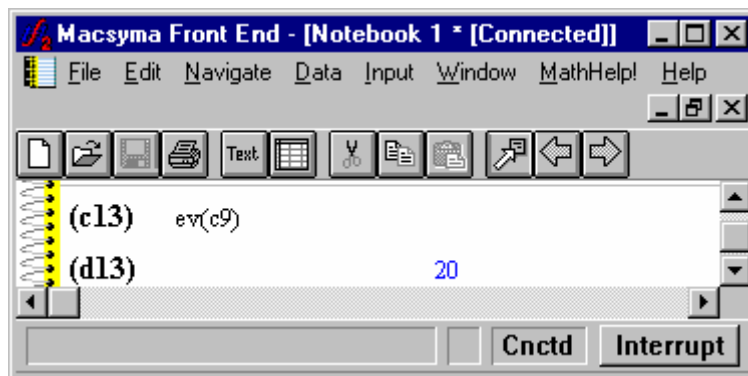 Macsyma Front End - [Notebook 1 * [Connected]]
File Edit Navigate Data Input Window MathHelp! Help
Text
(c13) ev(c9)
(d13) 20
Cnctd Interrupt